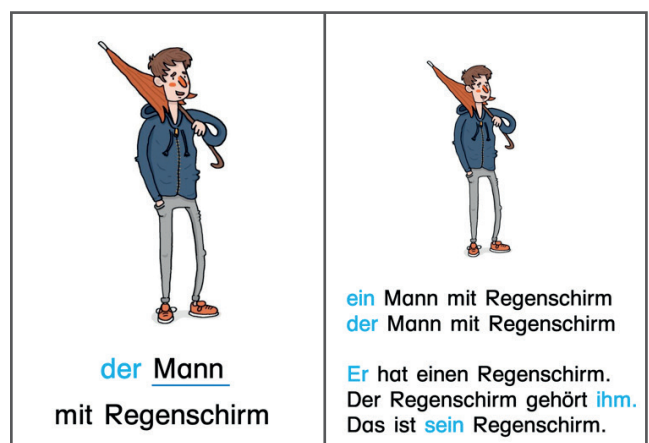 der Mann
mit Regenschirm
ein Mann mit Regenschirm
der Mann mit Regenschirm
Er hat einen Regenschirm.
Der Regenschirm gehört ihm.
Das ist sein Regenschirm.